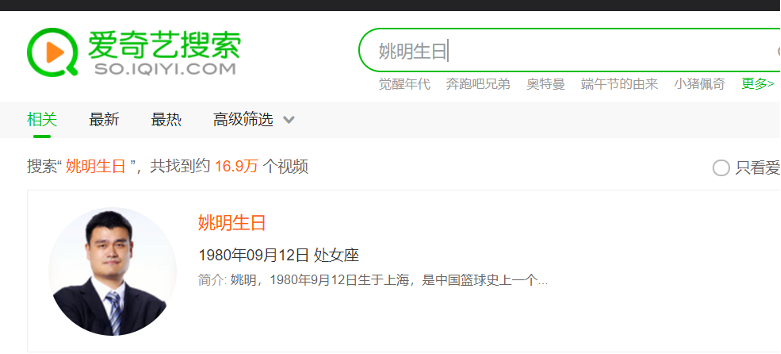 爱奇艺搜索
SO.IQIYI.COM
姚明生日
觉醒年代 奔跑吧兄弟 奥特曼 端午节的由来 小猪佩奇 更多>
相关 最新 最热 高级筛选
搜索“ 姚明生日 ”，共找到约 16.9万 个视频
只看爱
姚明生日
1980年09月12日 处女座
简介: 姚明，1980年9月12日生于上海，是中国篮球史上一个...